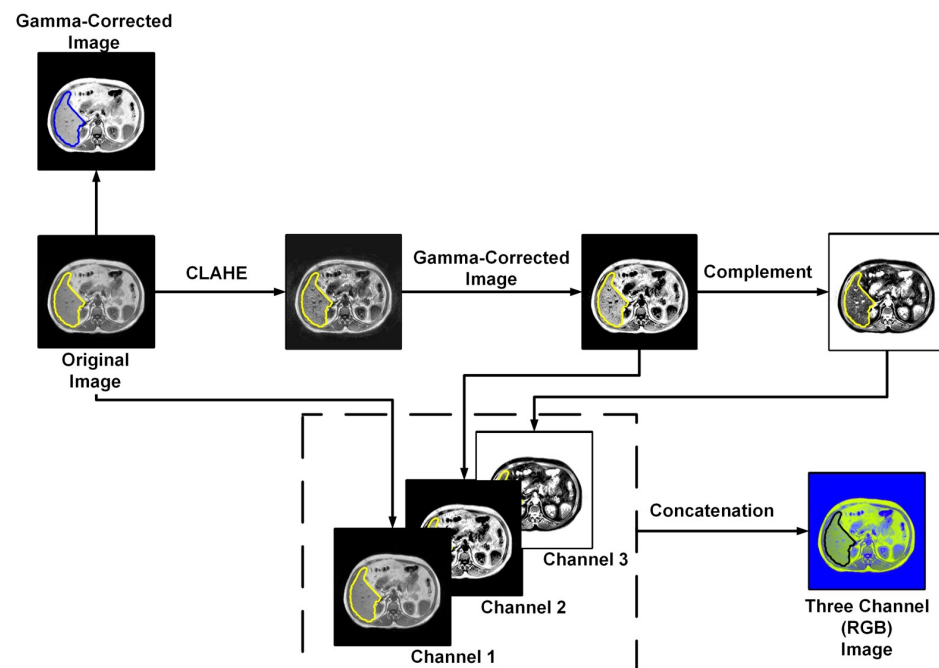 Gamma-Corrected
Image
CLAHE
Gamma-Corrected
Image
Complement
Original
Image
Concatenation
Channel 3
Channel 2
Channel 1
Three Channel
(RGB)
Image